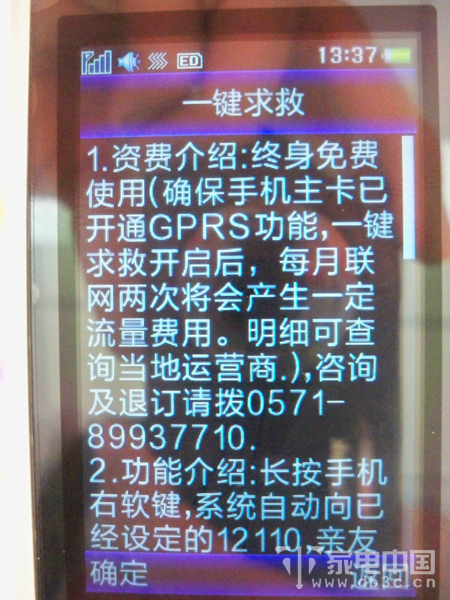 ED 13:37
一键求救
1.资费介绍:终身免费
使用(确保手机主卡已
开通GPRS功能,一键
求救开启后，每月联
网两次将会产生一定
流量费用。明细可查
询当地运营商.),咨询
及退订请拨0571-
89937710.
2.功能介绍:长按手机
右软键,系统自动向已
经设定的12110,亲友
确定
家电中国
www.db3c.cn